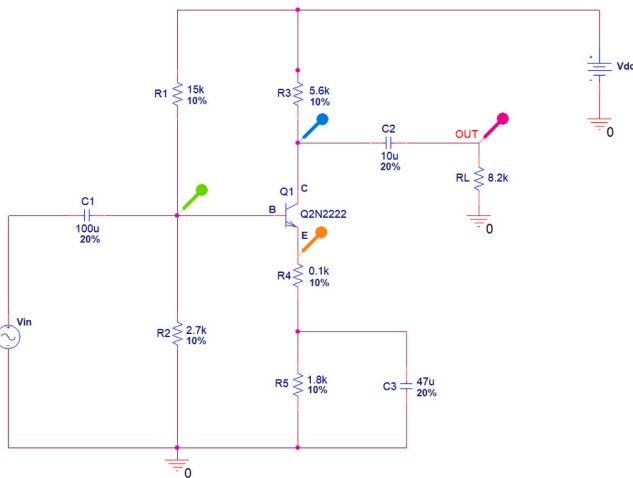 R1
15k
10%
R3
5.6k
10%
Vdc
0
C2
10u
20%
OUT
RL
8.2k
0
Q1
C
B
Q2N2222
E
C1
100u
20%
R4
0.1k
10%
Vin
R2
2.7k
10%
R5
1.8k
10%
C3
47u
20%
0